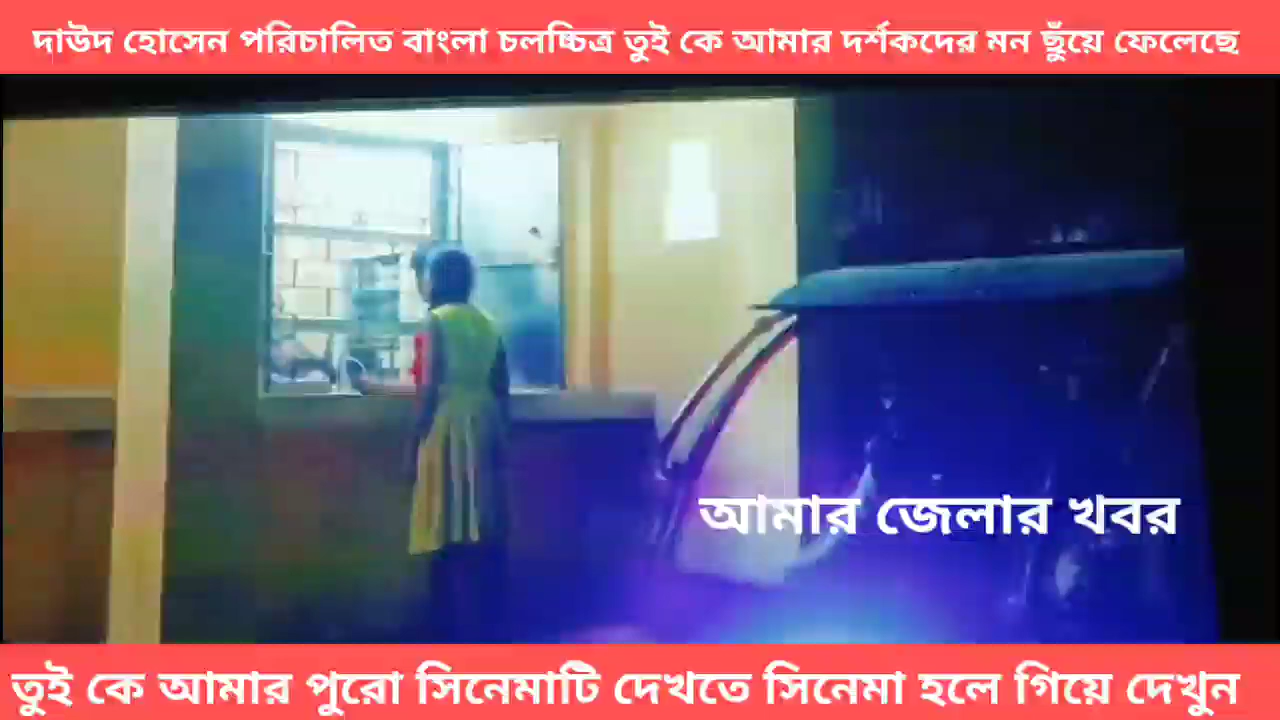 দাউদ হোসেন পরিচালিত বাংলা চলচ্চিত্র তুই কে আমার দর্শকদের মন ছুঁয়ে ফেলেছে
আমার জেলার খবর
তুই কে আমার পুরো সিনেমাটি দেখতে সিনেমা হলে গিয়ে দেখুন